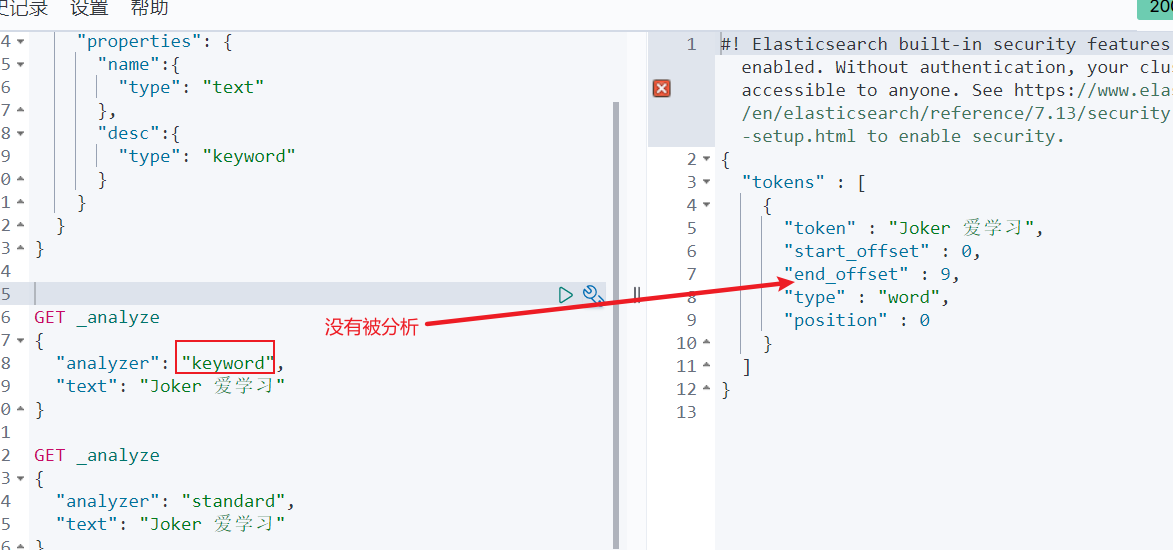 史记录 设置 帮助
200
4 "properties": {
5 "name":{
6 "type": "text"
7 },
8 "desc":{
9 "type": "keyword"
0 }
1 }
2 }
3 }
4
5
6 GET _analyze
7 {
8 "analyzer": "keyword",
9 "text": "Joker 爱学习"
0 }
1
2 GET _analyze
3 {
4 "analyzer": "standard",
5 "text": "Joker 爱学习"
6 }
没有被分析
1 #! Elasticsearch built-in security features
enabled. Without authentication, your clus
accessible to anyone. See https://www.elas
/en/elasticsearch/reference/7.13/security
-setup.html to enable security.
2 {
3 "tokens" : [
4 {
5 "token" : "Joker 爱学习",
6 "start_offset" : 0,
7 "end_offset" : 9,
8 "type" : "word",
9 "position" : 0
10 }
11 ]
12 }
13